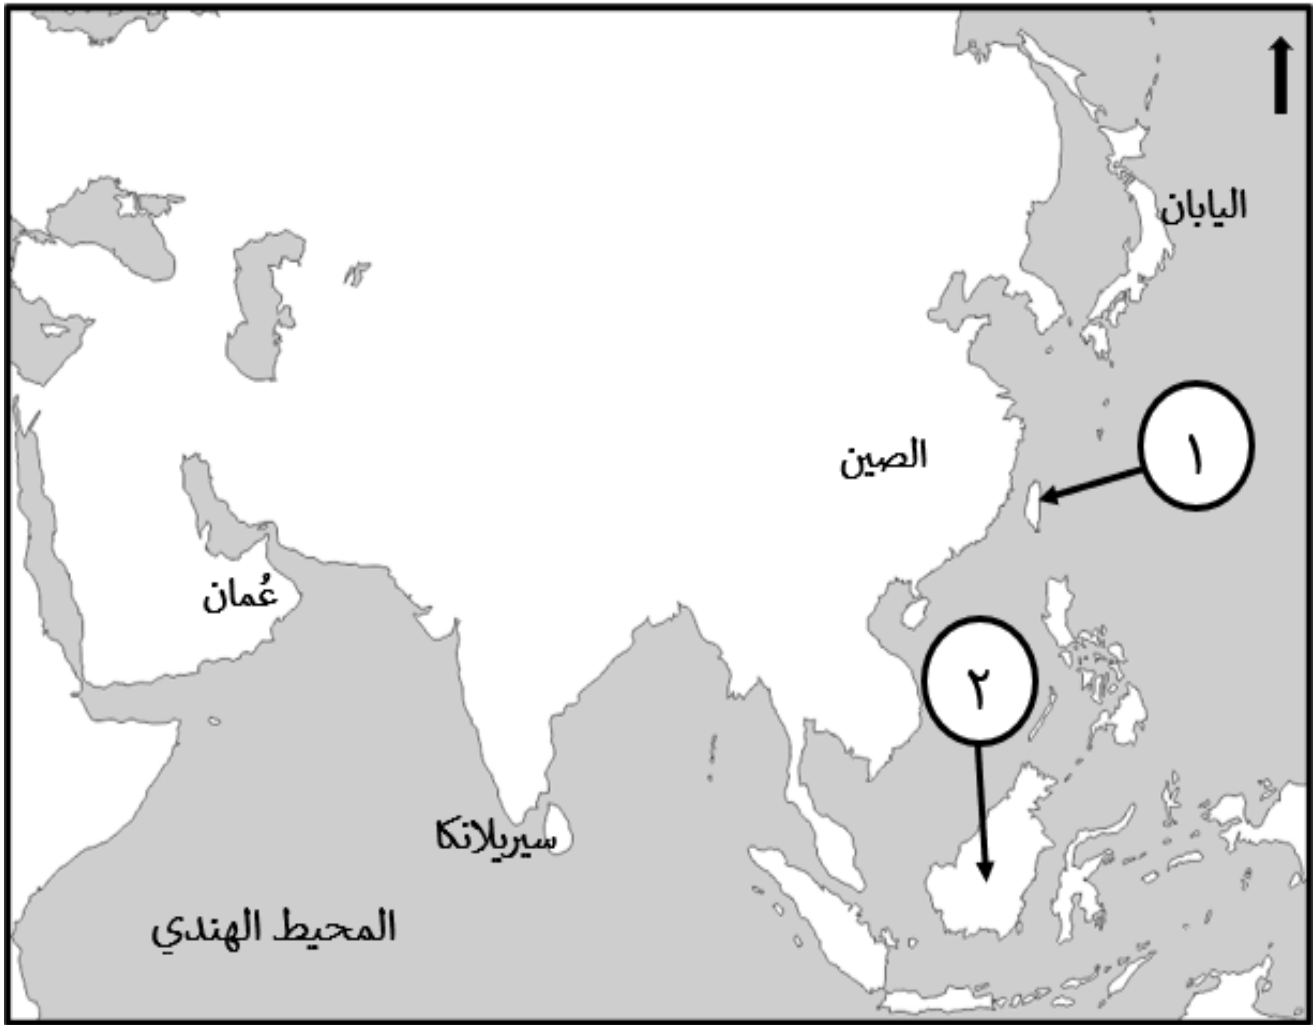 اليابان
١
الصين
عُمان
٢
سيريلانكا
المحيط الهندي